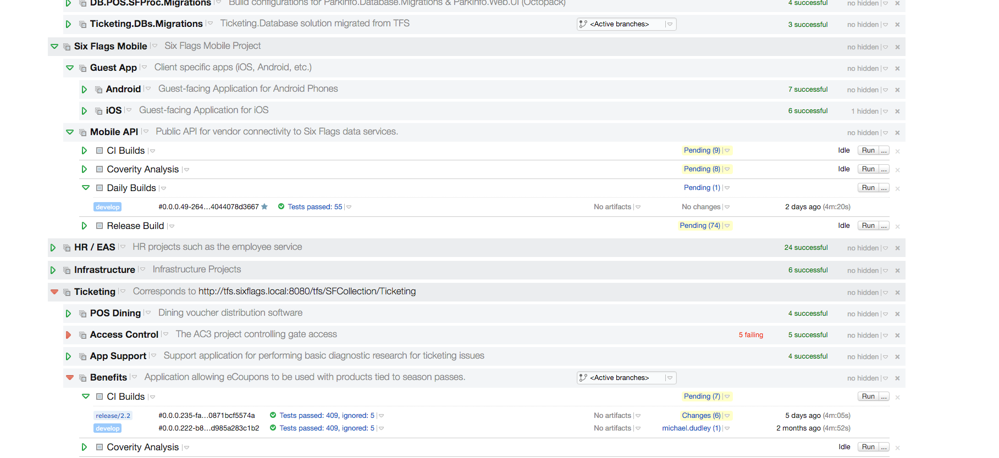 DB.POS.SFProc.Migrations Build configurations for ParkInfo.Database.Migrations & ParkInfo.Web.UI (Octopack) 4 successful no hidden
Ticketing.DBs.Migrations Ticketing.Database solution migrated from TFS <Active branches> 3 successful no hidden
Six Flags Mobile Six Flags Mobile Project no hidden
Guest App Client specific apps (iOS, Android, etc.) no hidden
Android Guest-facing Application for Android Phones 7 successful no hidden
iOS Guest-facing Application for iOS 6 successful 1 hidden
Mobile API Public API for vendor connectivity to Six Flags data services. no hidden
CI Builds Pending (9) Idle Run ...
Coverity Analysis Pending (8) Idle Run ...
Daily Builds Pending (1) Run ...
develop #0.0.0.49-264...4044078d3667 Tests passed: 55 No artifacts No changes 2 days ago (4m:20s)
Release Build Pending (74) Idle Run ...
HR / EAS HR projects such as the employee service 24 successful no hidden
Infrastructure Infrastructure Projects 6 successful no hidden
Ticketing Corresponds to http://tfs.sixflags.local:8080/tfs/SFCollection/Ticketing no hidden
POS Dining Dining voucher distribution software 4 successful no hidden
Access Control The AC3 project controlling gate access 5 failing 5 successful no hidden
App Support Support application for performing basic diagnostic research for ticketing issues 4 successful no hidden
Benefits Application allowing eCoupons to be used with products tied to season passes. <Active branches> no hidden
CI Builds Pending (7) Run ...
release/2.2 #0.0.0.235-fa...0871bcf5574a Tests passed: 409, ignored: 5 No artifacts Changes (6) 5 days ago (4m:05s)
develop #0.0.0.222-b8...d985a283c1b2 Tests passed: 409, ignored: 5 No artifacts michael.dudley (1) 2 months ago (4m:52s)
Coverity Analysis Idle Run ...